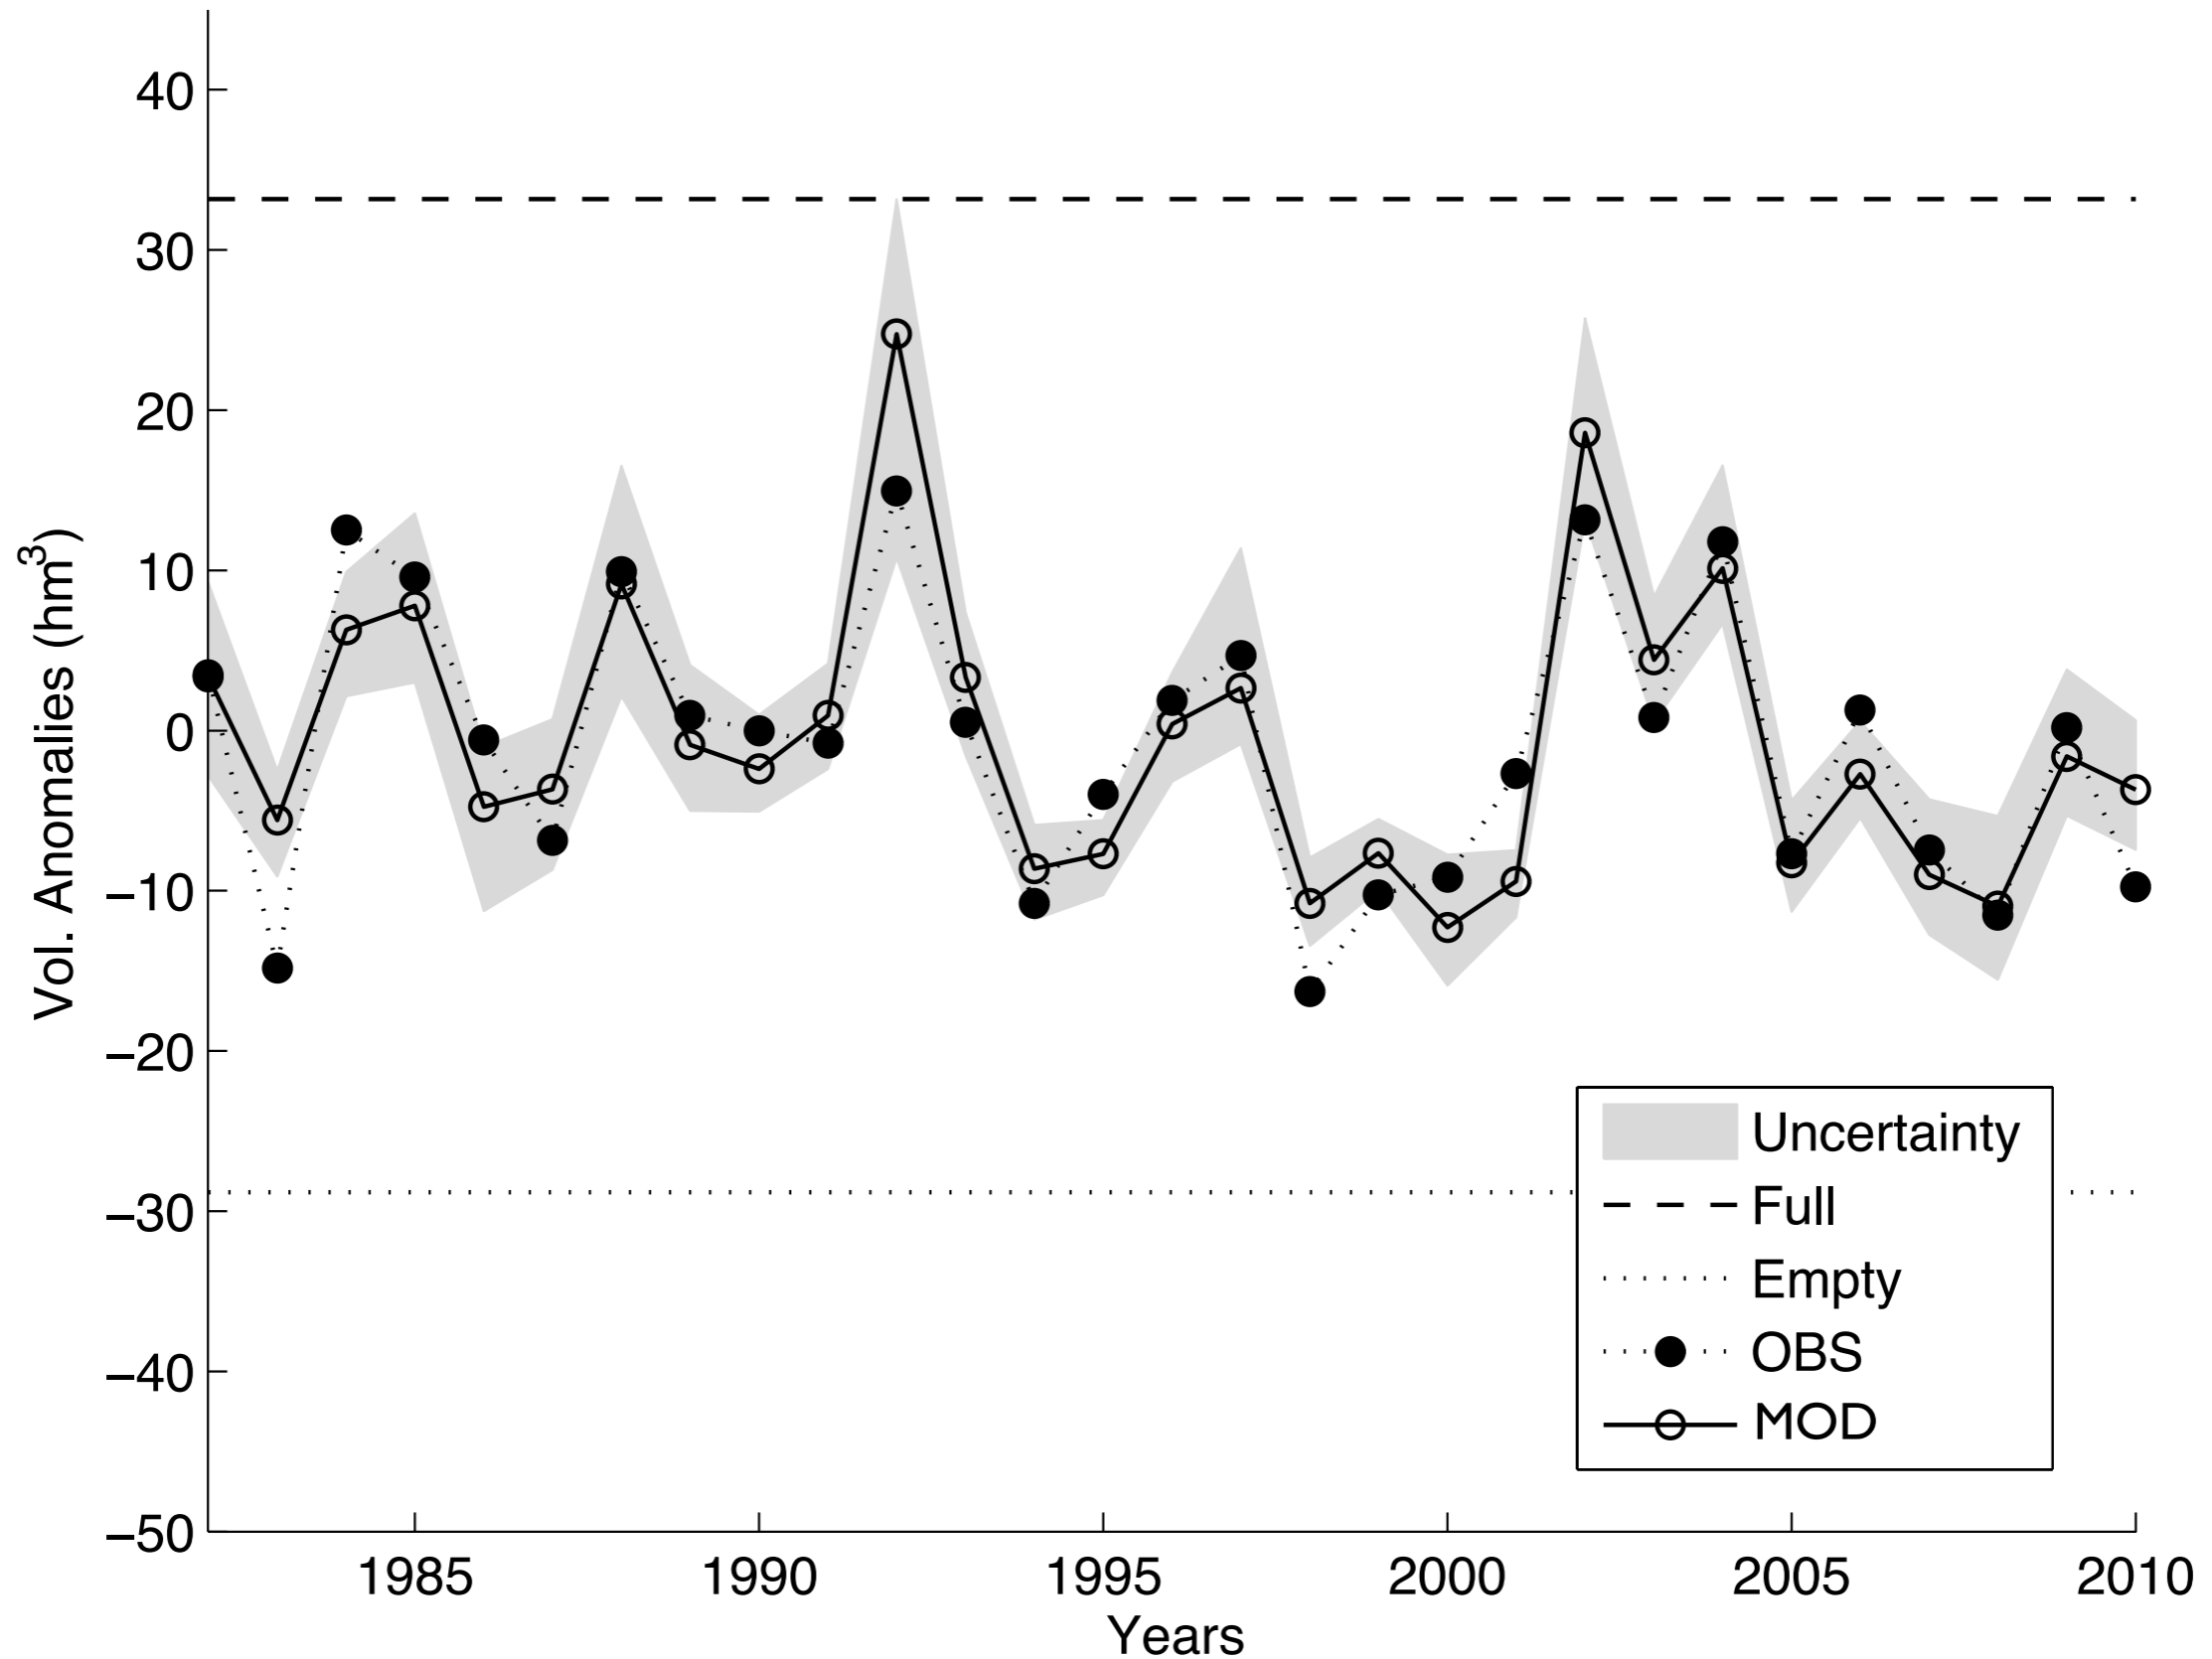 40
30
20
10
0
−10
−20
−30
−40
−50
Vol. Anomalies (hm³)
1985 1990 1995 2000 2005 2010
Years
Uncertainty
Full
Empty
OBS
MOD